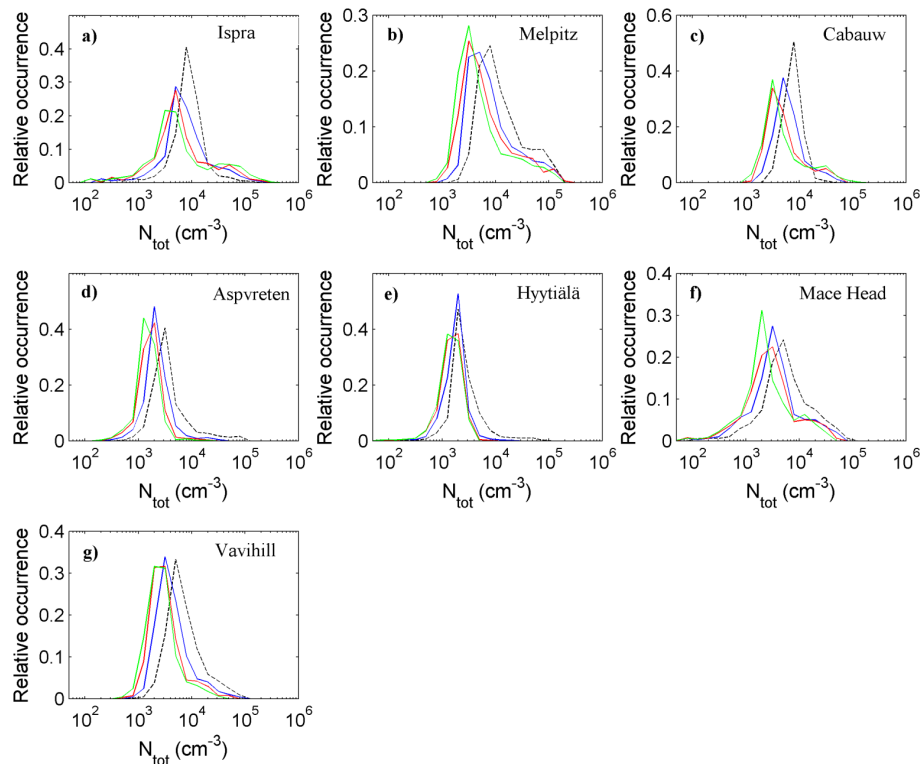 a) Ispra
Relative occurrence
0.4
0.2
0
10^2 10^3 10^4 10^5 10^6
N_tot (cm^-3)
b) Melpitz
Relative occurrence
0.3
0.2
0.1
0
10^2 10^3 10^4 10^5 10^6
N_tot (cm^-3)
c) Cabauw
Relative occurrence
0.6
0.4
0.2
0
10^2 10^3 10^4 10^5 10^6
N_tot (cm^-3)
d) Aspvreten
Relative occurrence
0.4
0.2
0
10^2 10^3 10^4 10^5 10^6
N_tot (cm^-3)
e) Hyytiälä
Relative occurrence
0.4
0.2
0
10^2 10^3 10^4 10^5 10^6
N_tot (cm^-3)
f) Mace Head
Relative occurrence
0.4
0.3
0.2
0.1
0
10^2 10^3 10^4 10^5 10^6
N_tot (cm^-3)
g) Vavihill
Relative occurrence
0.4
0.3
0.2
0.1
0
10^2 10^3 10^4 10^5 10^6
N_tot (cm^-3)